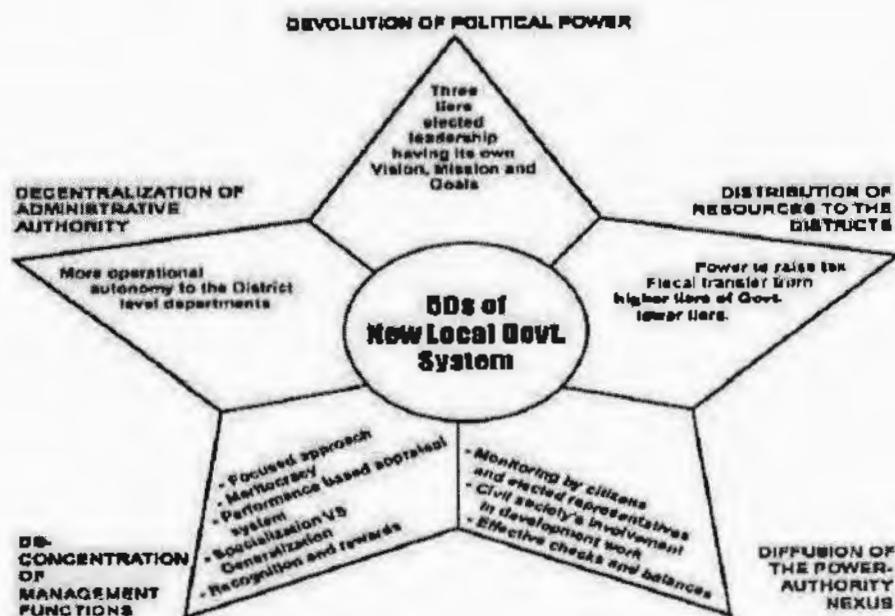 DEVOLUTION OF POLITICAL POWER
Three
tiers
elected
leadership
having its own
Vision, Mission and
Goals
DECENTRALIZATION OF
ADMINISTRATIVE
AUTHORITY
More operational
autonomy to the District
level departments
DISTRIBUTION OF
RESOURCES TO THE
DISTRICTS
Power to raise tax
Fiscal transfer from
higher tiers of Govt.
lower tiers.
5Ds of
New Local Govt.
System
- Focused approach
- Meritocracy
- Performance based appraisal
system
- Specialization VS
Generalization
- Recognition and rewards
DE-
CONCENTRATION
OF
MANAGEMENT
FUNCTIONS
- Monitoring by citizens
and elected representatives
- Civil society's involvement
in development work
- Effective checks and balances
DIFFUSION OF
THE POWER-
AUTHORITY
NEXUS